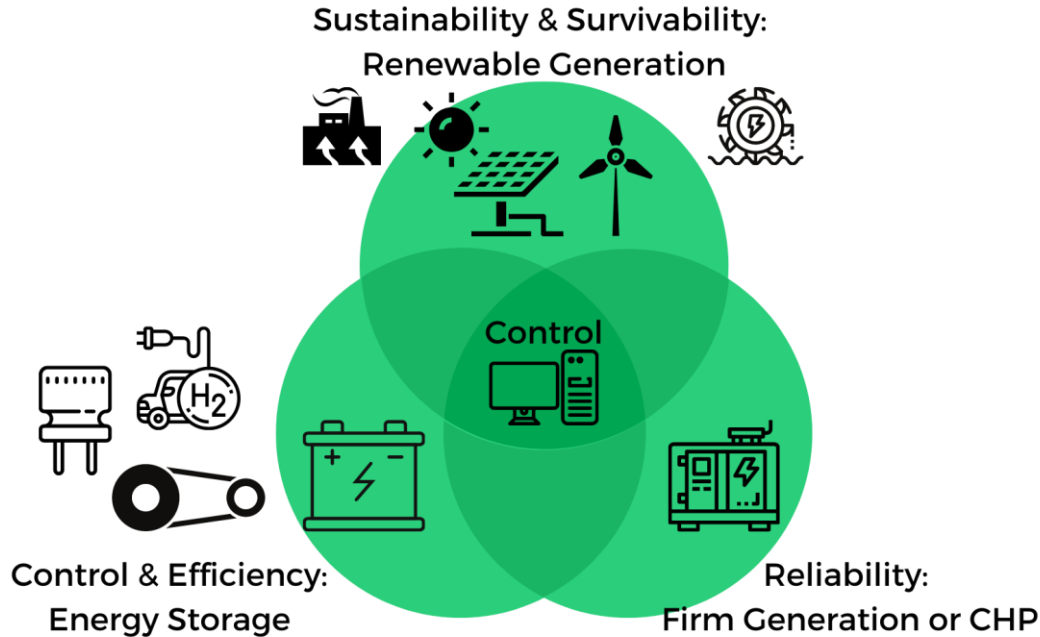 Sustainability & Survivability:
Renewable Generation
Control
H2
+ -
Control & Efficiency:
Energy Storage
Reliability:
Firm Generation or CHP